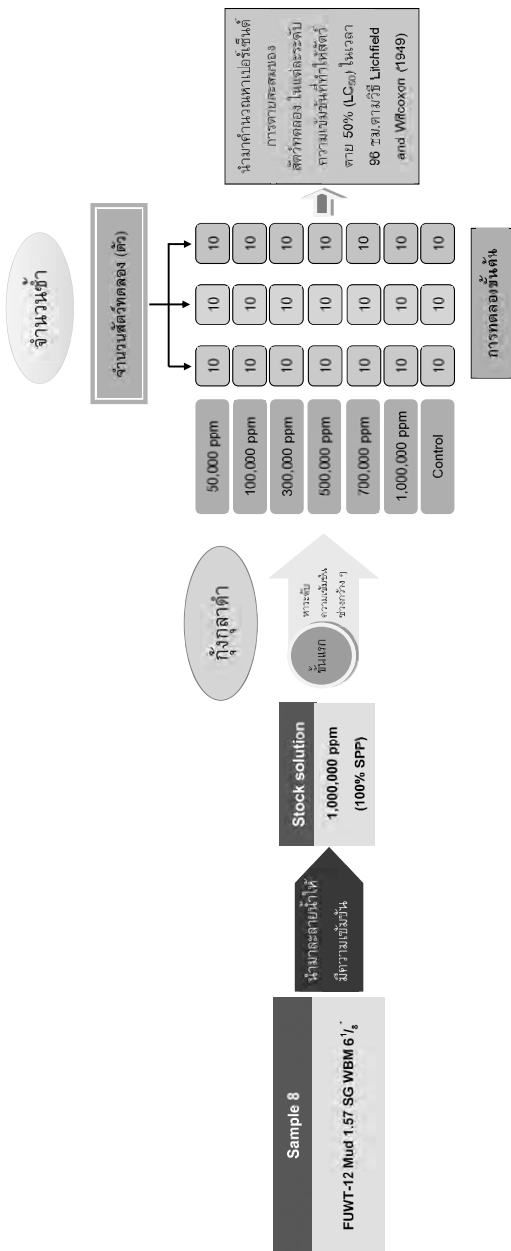 Sample 8
FUWT-12 Mud 1.57 SG WBM 6 1/8"
นำมาละลายน้ำให้
มีความเข้มข้น
Stock solution
1,000,000 ppm
(100% SPP)
กุ้งกุลาดำ
ขั้นแรก
หาระดับ
ความเข้มข้น
ช่วงกว้าง ๆ
จำนวนซ้ำ
จำนวนสัตว์ทดลอง (ตัว)
50,000 ppm 10 10 10
100,000 ppm 10 10 10
300,000 ppm 10 10 10
500,000 ppm 10 10 10
700,000 ppm 10 10 10
1,000,000 ppm 10 10 10
Control 10 10 10
การทดลองขั้นต้น
นำมาคำนวณหาเปอร์เซ็นต์
การตายสะสมของ
สัตว์ทดลอง ในแต่ละระดับ
ความเข้มข้นที่ทำให้สัตว์
ตาย 50% (LC50) ในเวลา
96 ชม.ตามวิธี Litchfield
and Wilcoxon (1949)